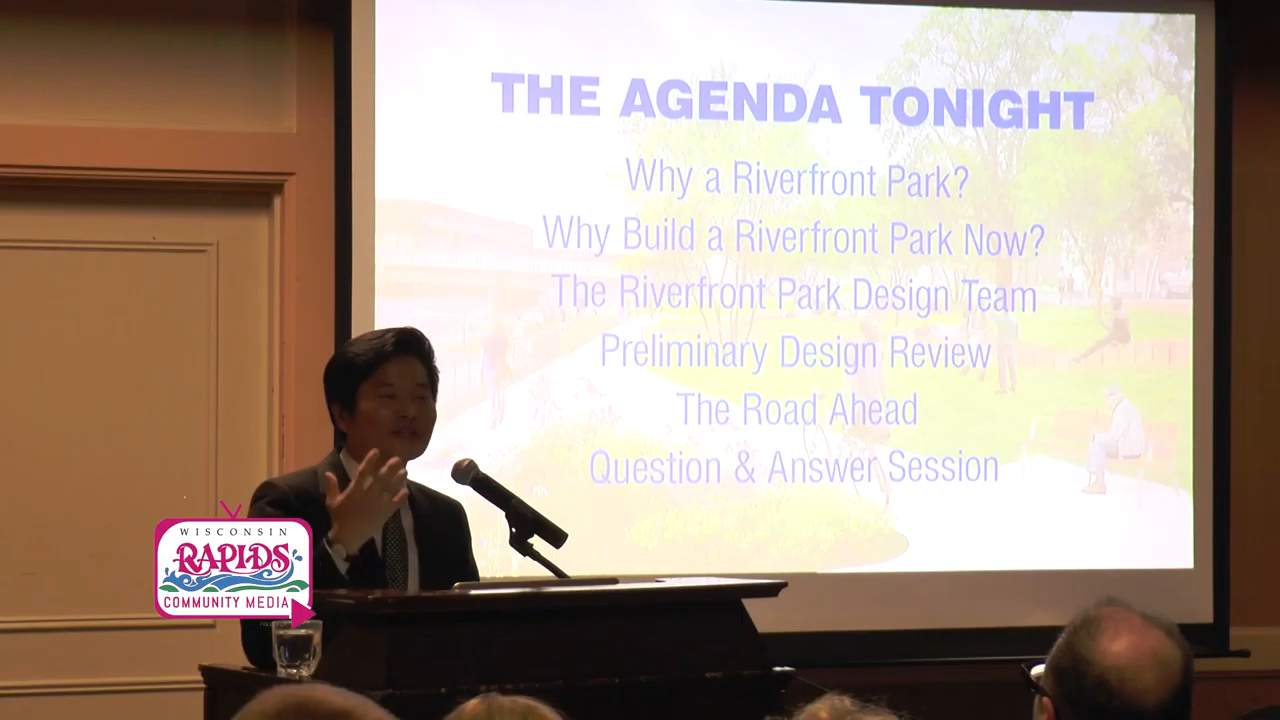 THE AGENDA TONIGHT
Why a Riverfront Park?
Why Build a Riverfront Park Now?
The Riverfront Park Design Team
Preliminary Design Review
The Road Ahead
Question & Answer Session
WISCONSIN
RAPIDS
COMMUNITY MEDIA